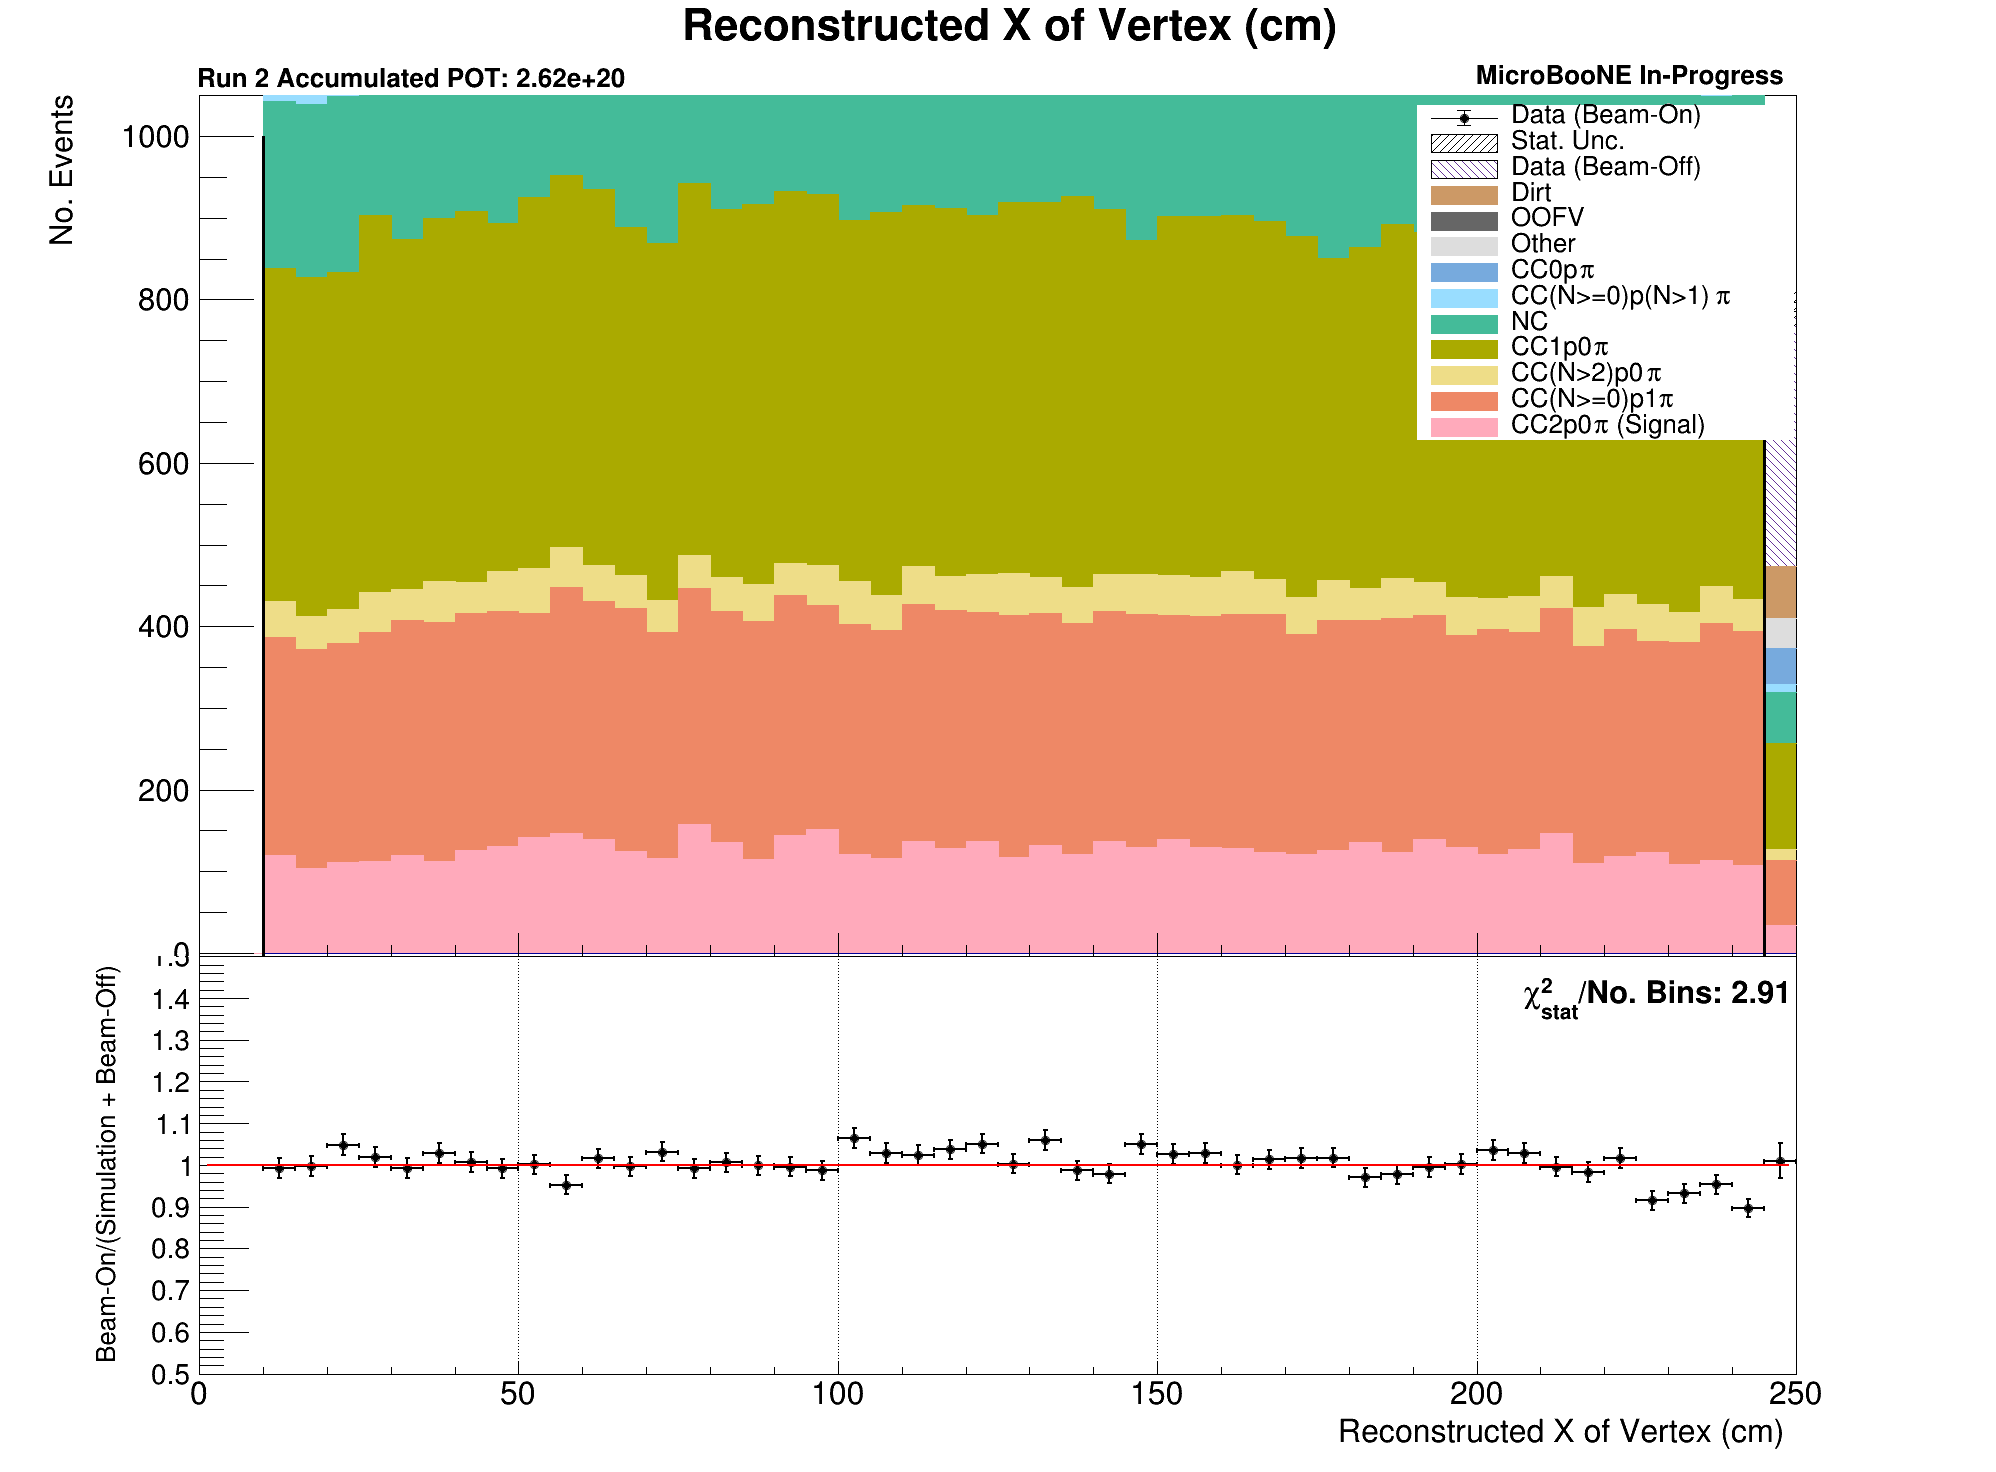 Reconstructed X of Vertex (cm)
Run 2 Accumulated POT: 2.62e+20
MicroBooNE In-Progress
No. Events
1000
800
600
400
200
0
Data (Beam-On)
Stat. Unc.
Data (Beam-Off)
Dirt
OOFV
Other
CC0pπ
CC(N>=0)p(N>1) π
NC
CC1p0π
CC(N>2)p0π
CC(N>=0)p1π
CC2p0π (Signal)
Beam-On/(Simulation + Beam-Off)
1.5
1.4
1.3
1.2
1.1
1
0.9
0.8
0.7
0.6
0.5
χ²stat/No. Bins: 2.91
0 50 100 150 200 250
Reconstructed X of Vertex (cm)